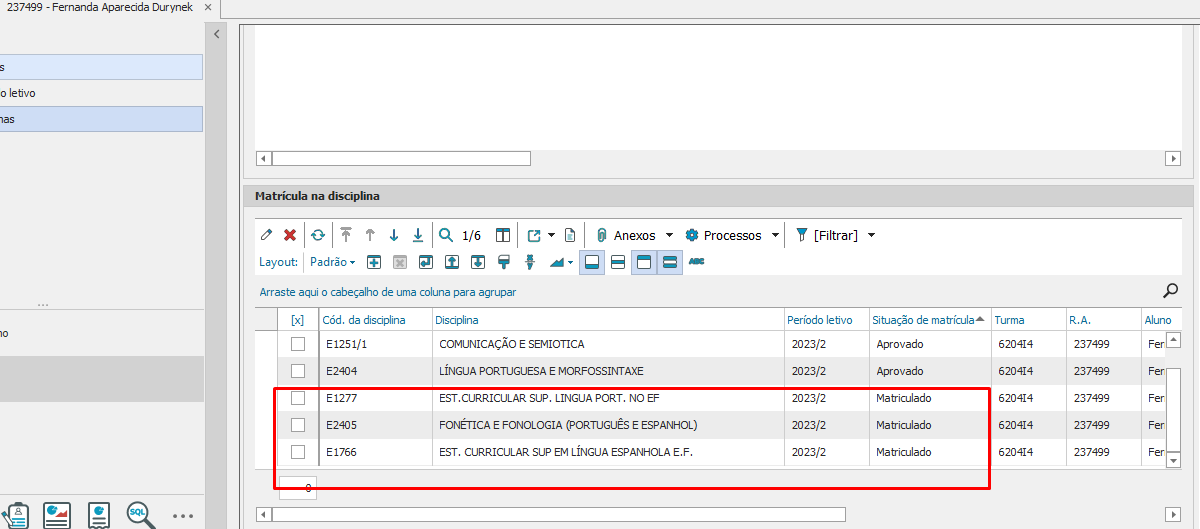 237499 - Fernanda Aparecida Durynek ×
s
o letivo
nas
...
no
SQL
Matrícula na disciplina
1/6 Anexos Processos [Filtrar]
Layout: Padrão ABC
Arraste aqui o cabeçalho de uma coluna para agrupar
[x] Cód. da disciplina Disciplina Período letivo Situação de matrícula Turma R.A. Aluno
E1251/1 COMUNICAÇÃO E SEMIOTICA 2023/2 Aprovado 6204I4 237499 Fer
E2404 LÍNGUA PORTUGUESA E MORFOSSINTAXE 2023/2 Aprovado 6204I4 237499 Fer
E1277 EST.CURRICULAR SUP. LINGUA PORT. NO EF 2023/2 Matriculado 6204I4 237499 Fer
E2405 FONÉTICA E FONOLOGIA (PORTUGUÊS E ESPANHOL) 2023/2 Matriculado 6204I4 237499 Fer
E1766 EST. CURRICULAR SUP EM LÍNGUA ESPANHOLA E.F. 2023/2 Matriculado 6204I4 237499 Fer
0